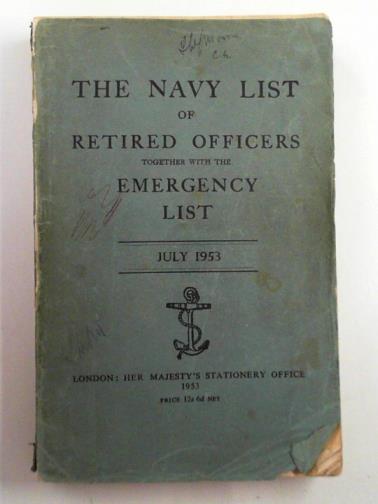 THE NAVY LIST
OF
RETIRED OFFICERS
TOGETHER WITH THE
EMERGENCY
LIST
JULY 1953
LONDON: HER MAJESTY'S STATIONERY OFFICE
1953
PRICE 12s 6d NET